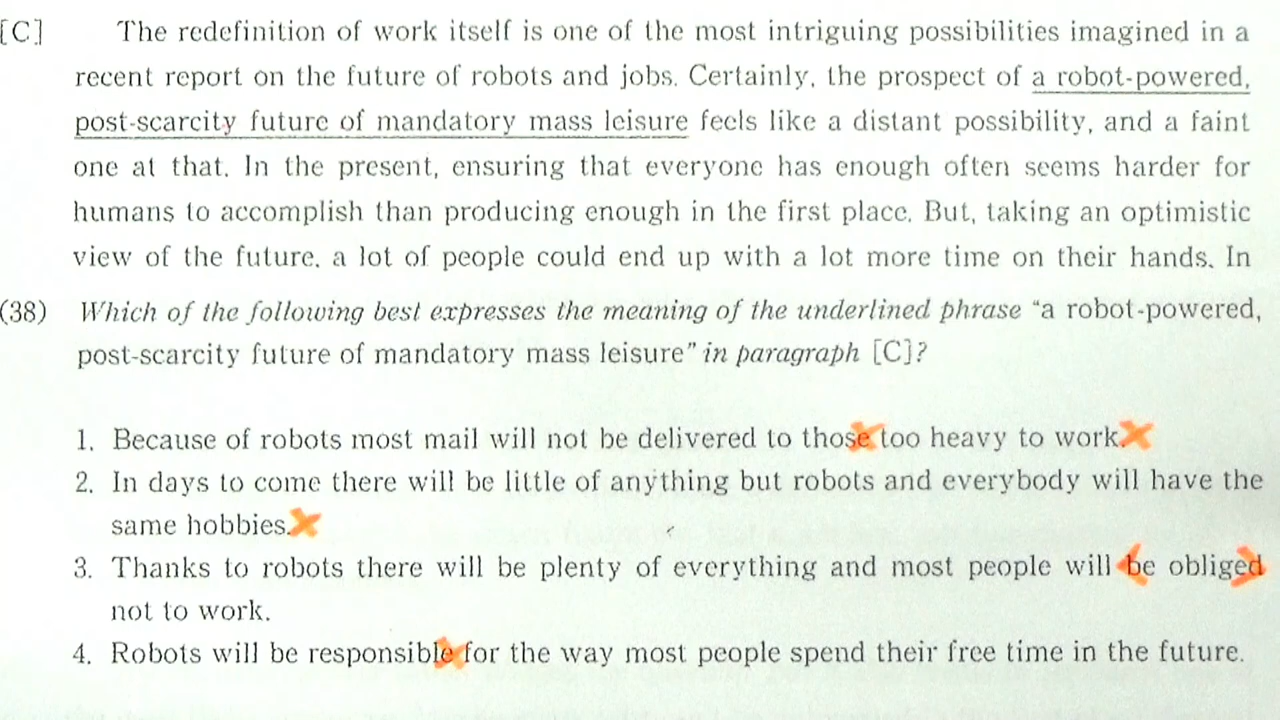 [C] The redefinition of work itself is one of the most intriguing possibilities imagined in a
recent report on the future of robots and jobs. Certainly, the prospect of a robot-powered,
post-scarcity future of mandatory mass leisure feels like a distant possibility, and a faint
one at that. In the present, ensuring that everyone has enough often seems harder for
humans to accomplish than producing enough in the first place. But, taking an optimistic
view of the future, a lot of people could end up with a lot more time on their hands. In
(38) Which of the following best expresses the meaning of the underlined phrase “a robot-powered,
post-scarcity future of mandatory mass leisure” in paragraph [C]?
1. Because of robots most mail will not be delivered to those too heavy to work.
2. In days to come there will be little of anything but robots and everybody will have the
same hobbies.
3. Thanks to robots there will be plenty of everything and most people will be obliged
not to work.
4. Robots will be responsible for the way most people spend their free time in the future.